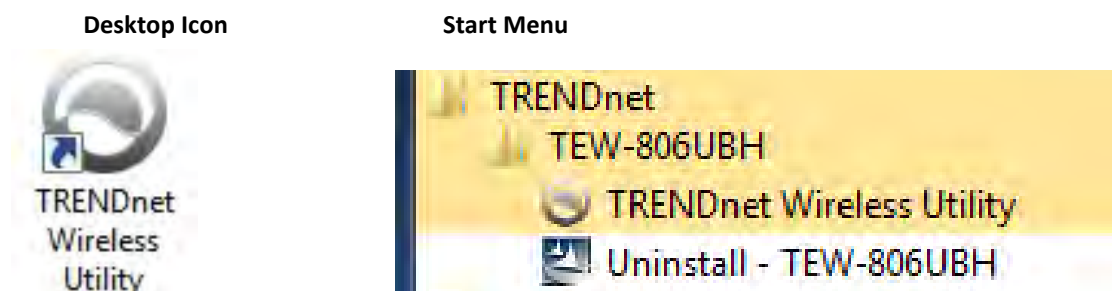 Desktop Icon
Start Menu
TRENDnet
Wireless
Utility
TRENDnet
TEW-806UBH
TRENDnet Wireless Utility
Uninstall - TEW-806UBH